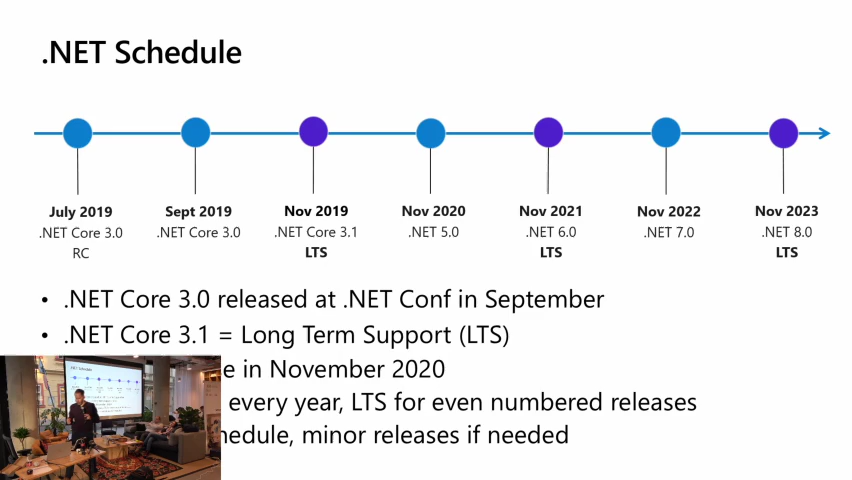 .NET Schedule
July 2019
.NET Core 3.0
RC
Sept 2019
.NET Core 3.0
Nov 2019
.NET Core 3.1
LTS
Nov 2020
.NET 5.0
Nov 2021
.NET 6.0
LTS
Nov 2022
.NET 7.0
Nov 2023
.NET 8.0
LTS
• .NET Core 3.0 released at .NET Conf in September
• .NET Core 3.1 = Long Term Support (LTS)
e in November 2020
every year, LTS for even numbered releases
hedule, minor releases if needed
.NET Schedule